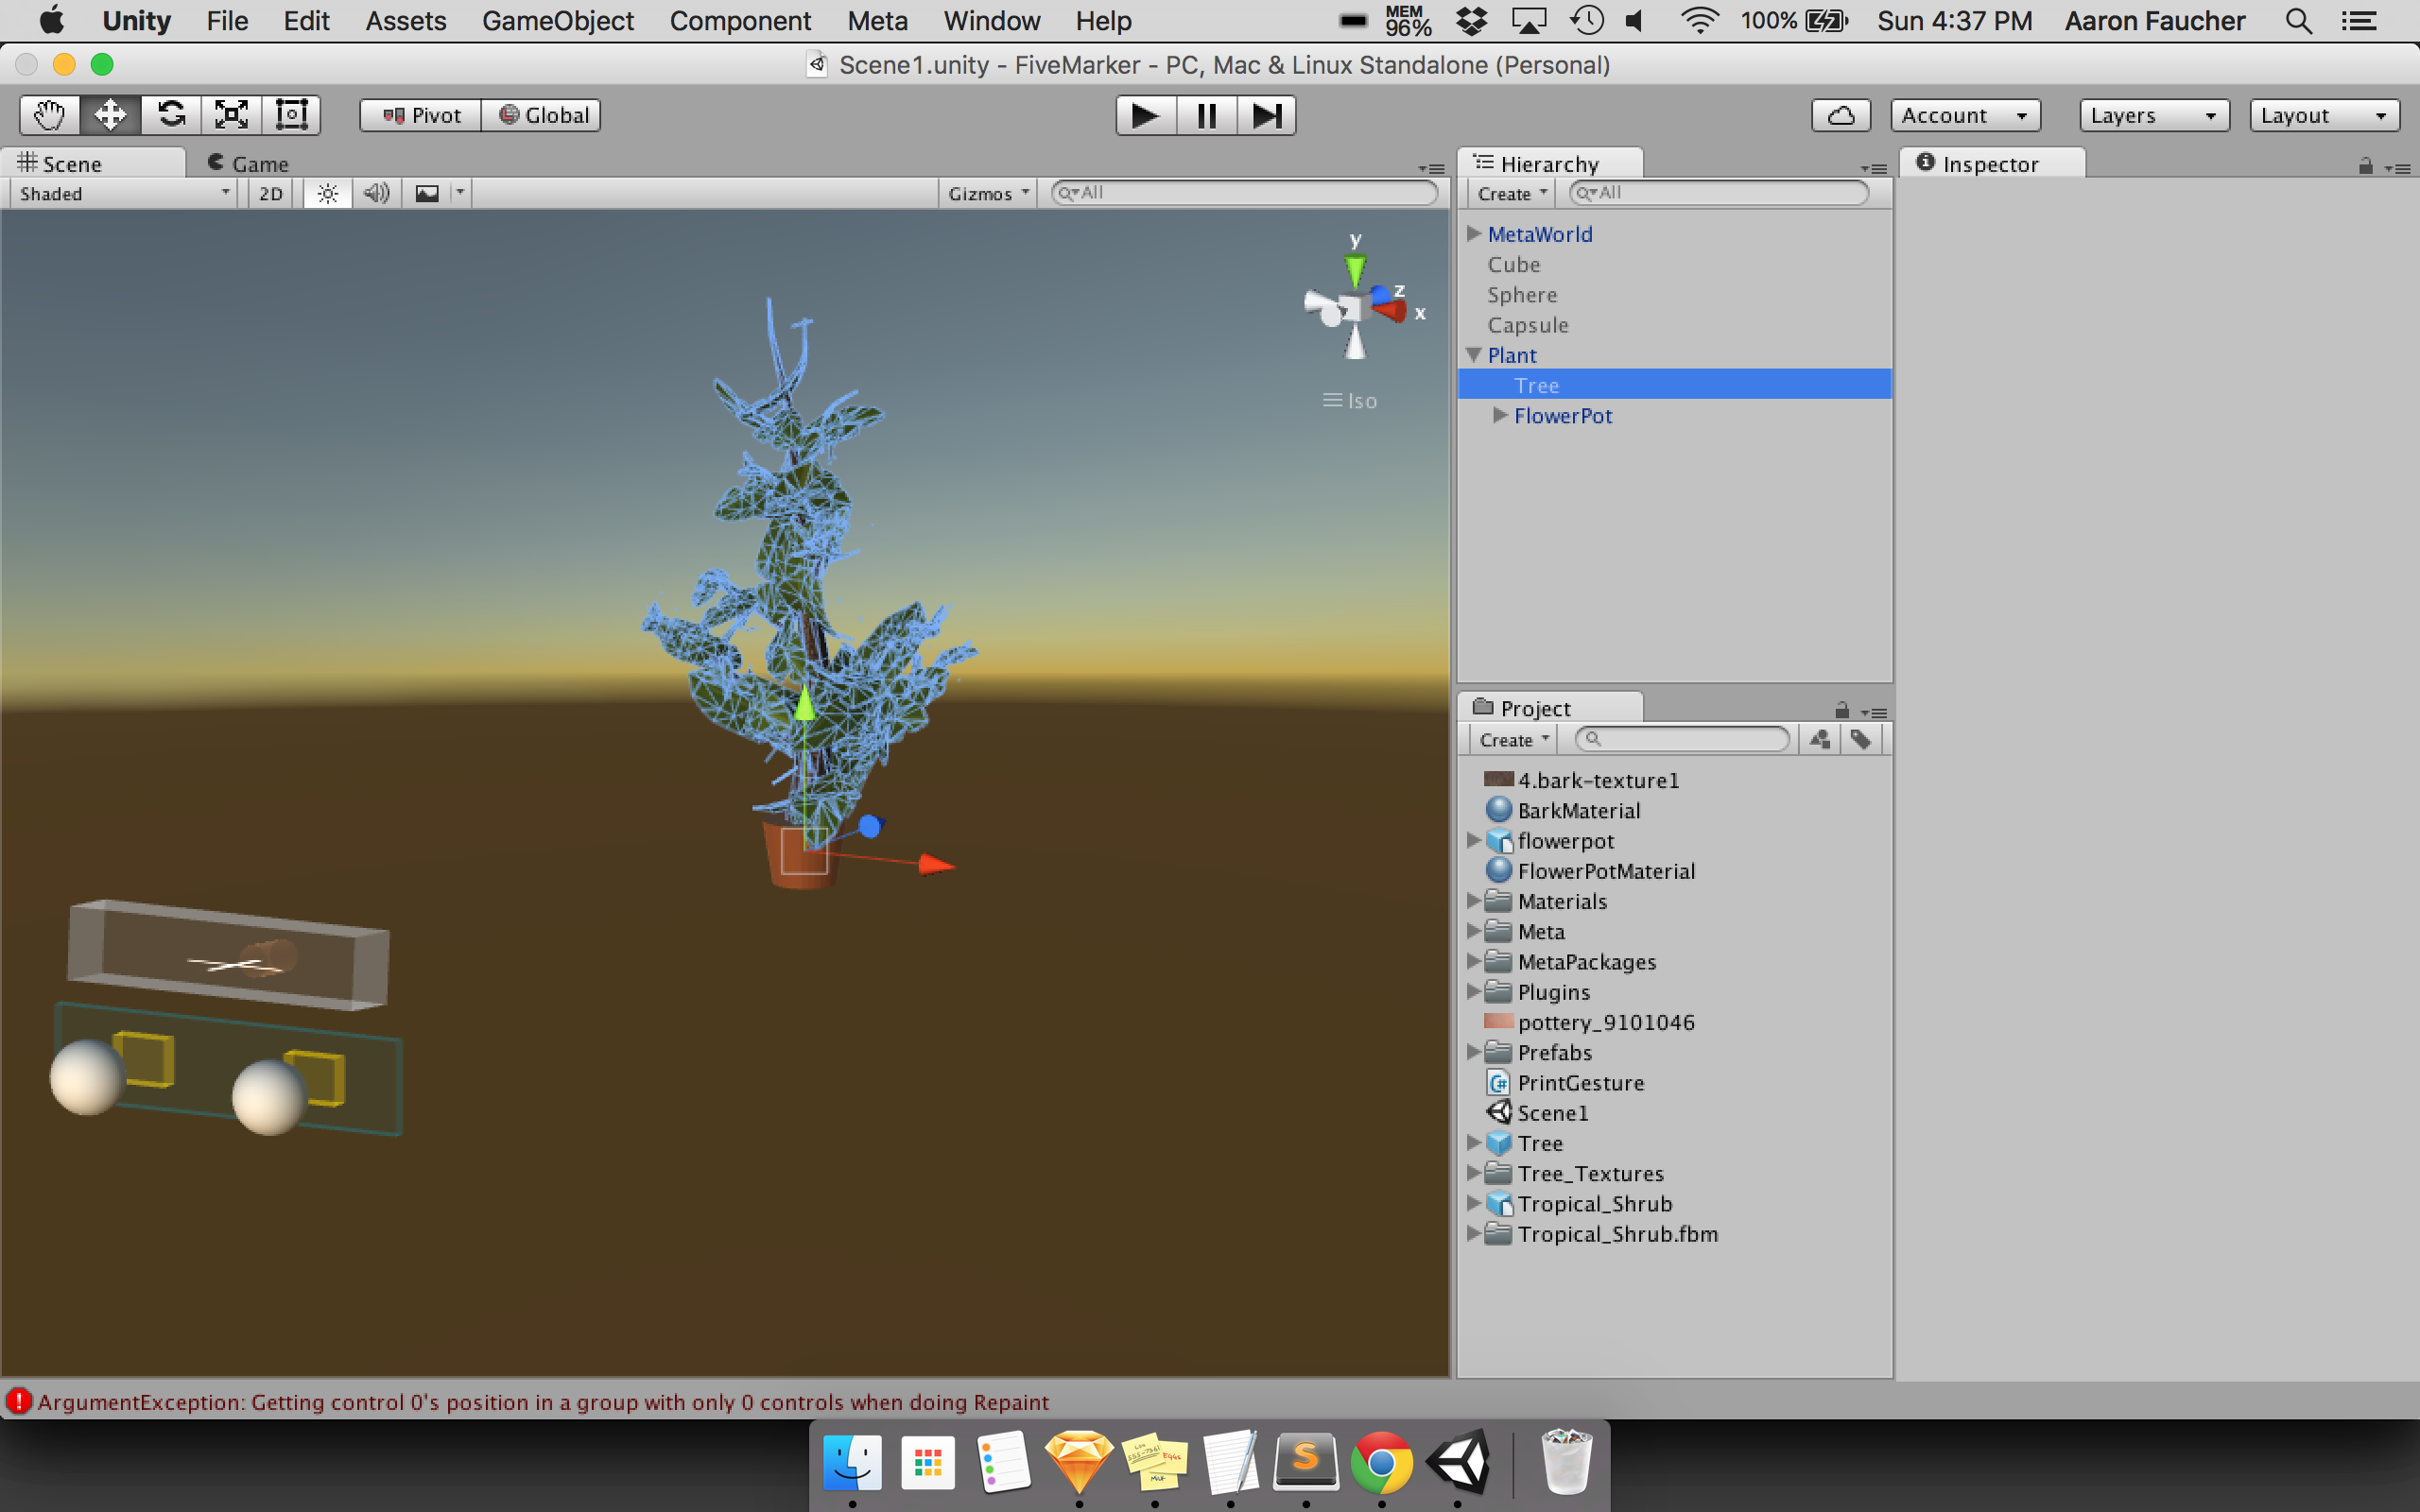 Unity File Edit Assets GameObject Component Meta Window Help MEM 96% 100% Sun 4:37 PM Aaron Faucher
Scene1.unity - FiveMarker - PC, Mac & Linux Standalone (Personal)
Pivot Global Account Layers Layout
Scene Game Hierarchy Inspector
Shaded 2D Gizmos All Create All
MetaWorld
Cube
Sphere
Capsule
Plant
Tree
FlowerPot
y
z
x
Iso
Project
Create
4.bark-texture1
BarkMaterial
flowerpot
FlowerPotMaterial
Materials
Meta
MetaPackages
Plugins
pottery_9101046
Prefabs
PrintGesture
Scene1
Tree
Tree_Textures
Tropical_Shrub
Tropical_Shrub.fbm
ArgumentException: Getting control 0's position in a group with only 0 controls when doing Repaint